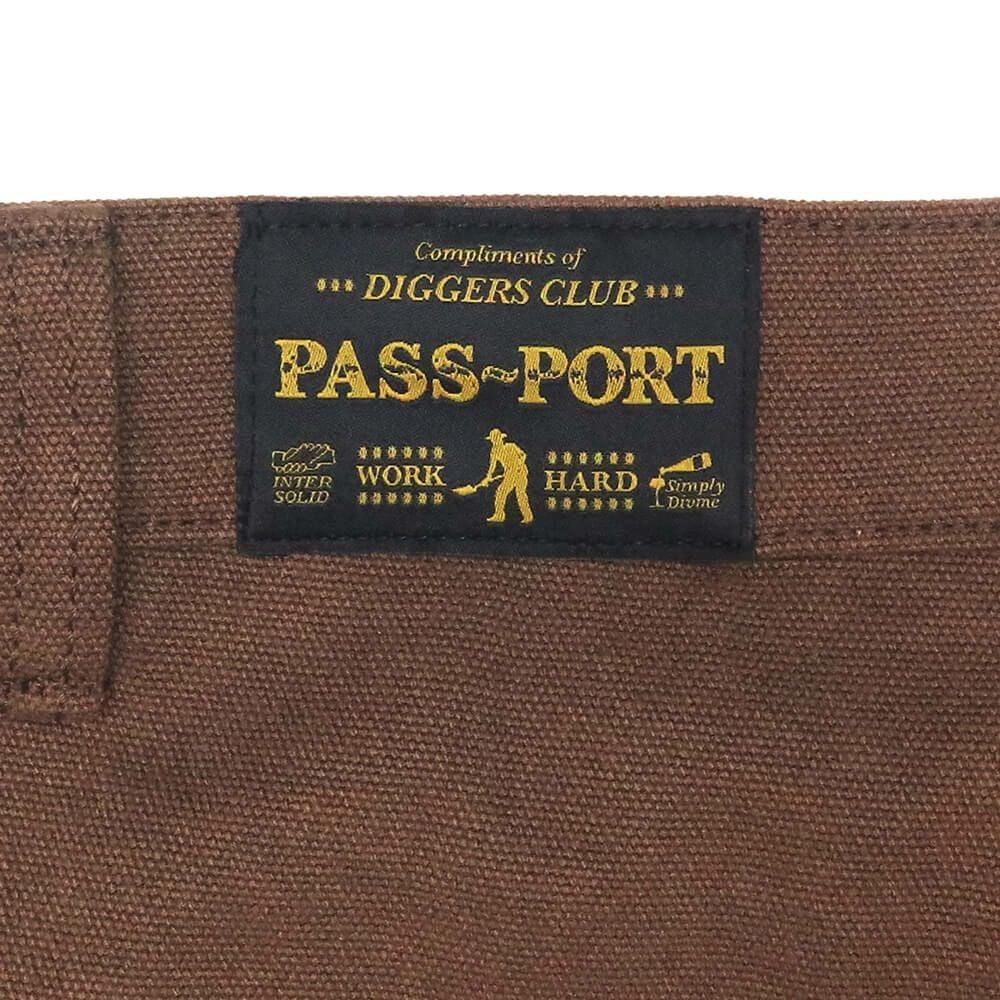 Compliments of
DIGGERS CLUB
PASS~PORT
INTER
SOLID
WORK
HARD
Simply
Divine